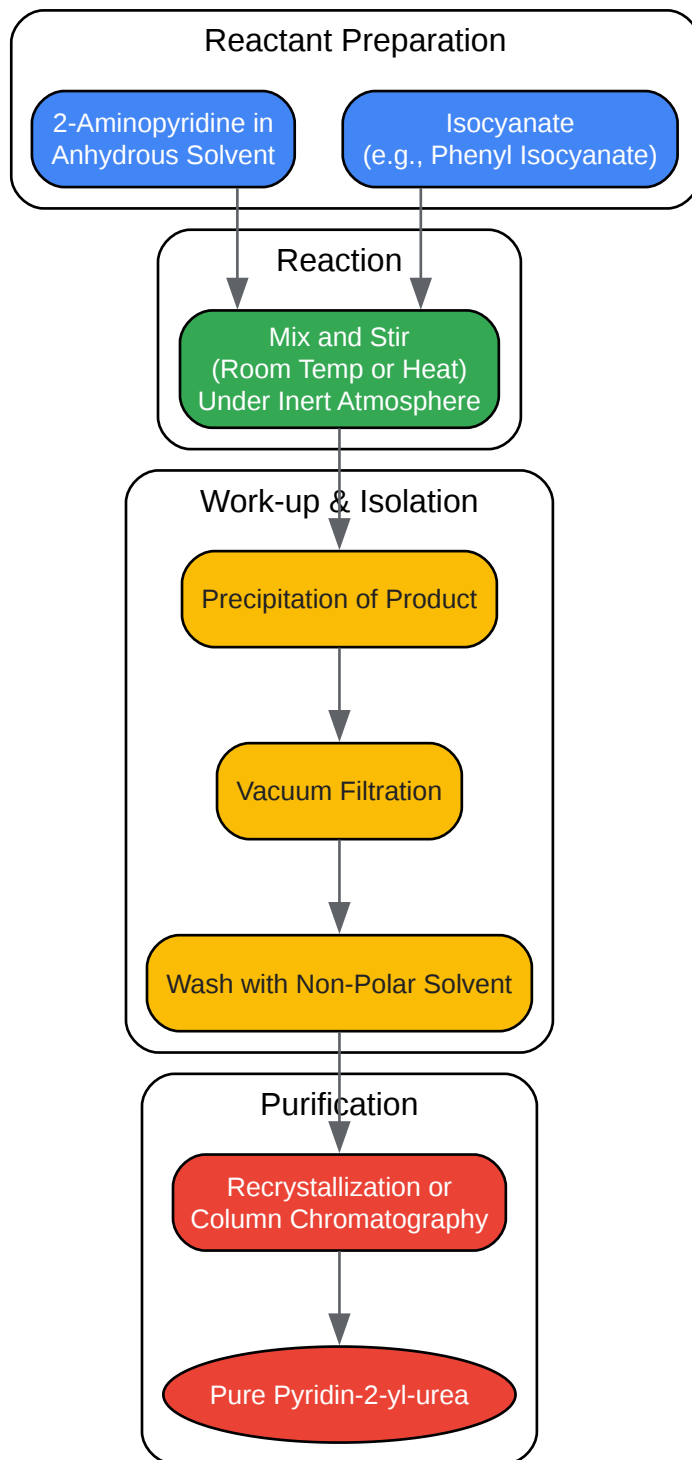 Reactant Preparation
2-Aminopyridine in
Anhydrous Solvent
Isocyanate
(e.g., Phenyl Isocyanate)
Reaction
Mix and Stir
(Room Temp or Heat)
Under Inert Atmosphere
Work-up & Isolation
Precipitation of Product
Vacuum Filtration
Wash with Non-Polar Solvent
Purification
Recrystallization or
Column Chromatography
Pure Pyridin-2-yl-urea